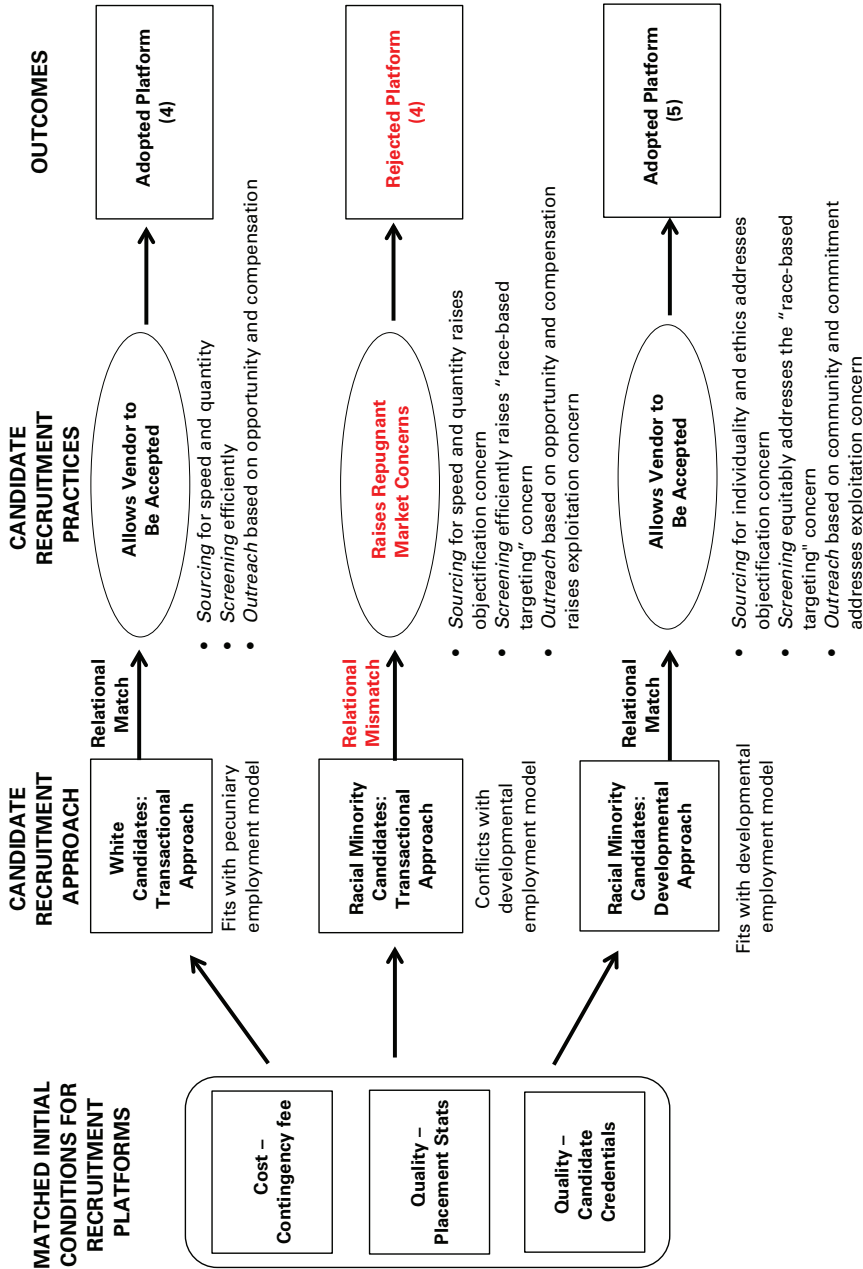 MATCHED INITIAL
CONDITIONS FOR
RECRUITMENT
PLATFORMS
Cost –
Contingency fee
Quality –
Placement Stats
Quality –
Candidate
Credentials
CANDIDATE
RECRUITMENT
APPROACH
White
Candidates:
Transactional
Approach
Fits with pecuniary
employment model
Racial Minority
Candidates:
Transactional
Approach
Conflicts with
developmental
employment model
Racial Minority
Candidates:
Developmental
Approach
Fits with developmental
employment model
Relational
Match
Relational
Mismatch
Relational
Match
CANDIDATE
RECRUITMENT
PRACTICES
Allows Vendor to
Be Accepted
• Sourcing for speed and quantity
• Screening efficiently
• Outreach based on opportunity and compensation
Raises Repugnant
Market Concerns
• Sourcing for speed and quantity raises
objectification concern
• Screening efficiently raises “race-based
targeting” concern
• Outreach based on opportunity and compensation
raises exploitation concern
Allows Vendor to
Be Accepted
• Sourcing for individuality and ethics addresses
objectification concern
• Screening equitably addresses the “race-based
targeting" concern
• Outreach based on community and commitment
addresses exploitation concern
OUTCOMES
Adopted Platform
(4)
Rejected Platform
(4)
Adopted Platform
(5)